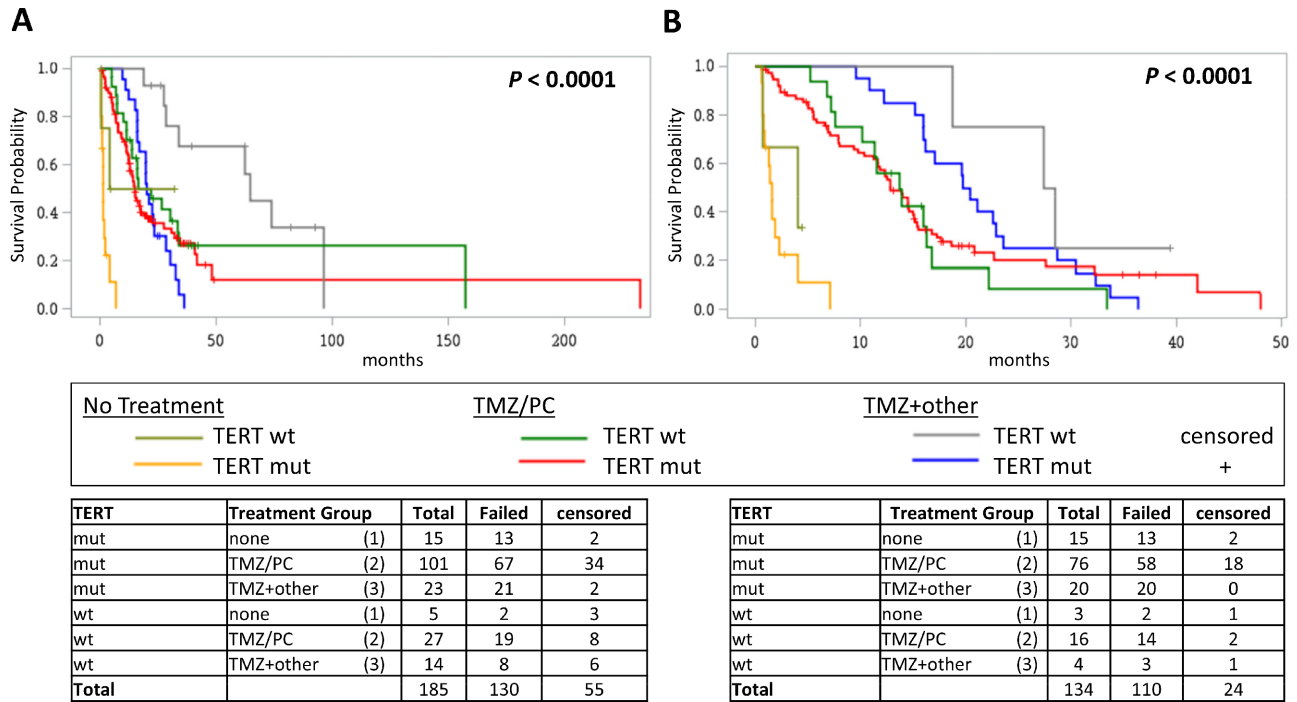 A
B
P < 0.0001
P < 0.0001
Survival Probability
Survival Probability
1.0
0.8
0.6
0.4
0.2
0.0
0 50 100 150 200
months
1.0
0.8
0.6
0.4
0.2
0.0
0 10 20 30 40 50
months
No Treatment TMZ/PC TMZ+other
TERT wt TERT wt TERT wt censored
TERT mut TERT mut TERT mut +
TERT Treatment Group Total Failed censored
mut none (1) 15 13 2
mut TMZ/PC (2) 101 67 34
mut TMZ+other (3) 23 21 2
wt none (1) 5 2 3
wt TMZ/PC (2) 27 19 8
wt TMZ+other (3) 14 8 6
Total 185 130 55
TERT Treatment Group Total Failed censored
mut none (1) 15 13 2
mut TMZ/PC (2) 76 58 18
mut TMZ+other (3) 20 20 0
wt none (1) 3 2 1
wt TMZ/PC (2) 16 14 2
wt TMZ+other (3) 4 3 1
Total 134 110 24